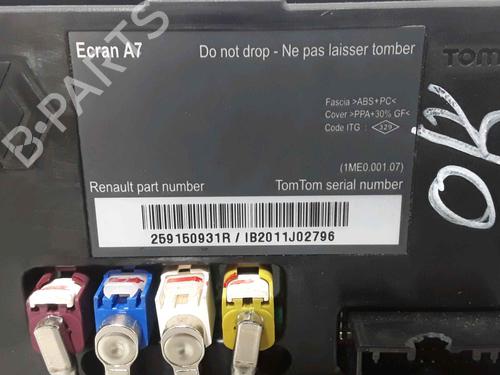 Ecran A7
Do not drop - Ne pas laisser tomber
TOM
Fascia >ABS+PC<
Cover >PPA+30% GF<
Code ITG : 329
(1ME0.001.07)
Renault part number
TomTom serial number
259150931R / IB2011J02796
OK
B-PARTS